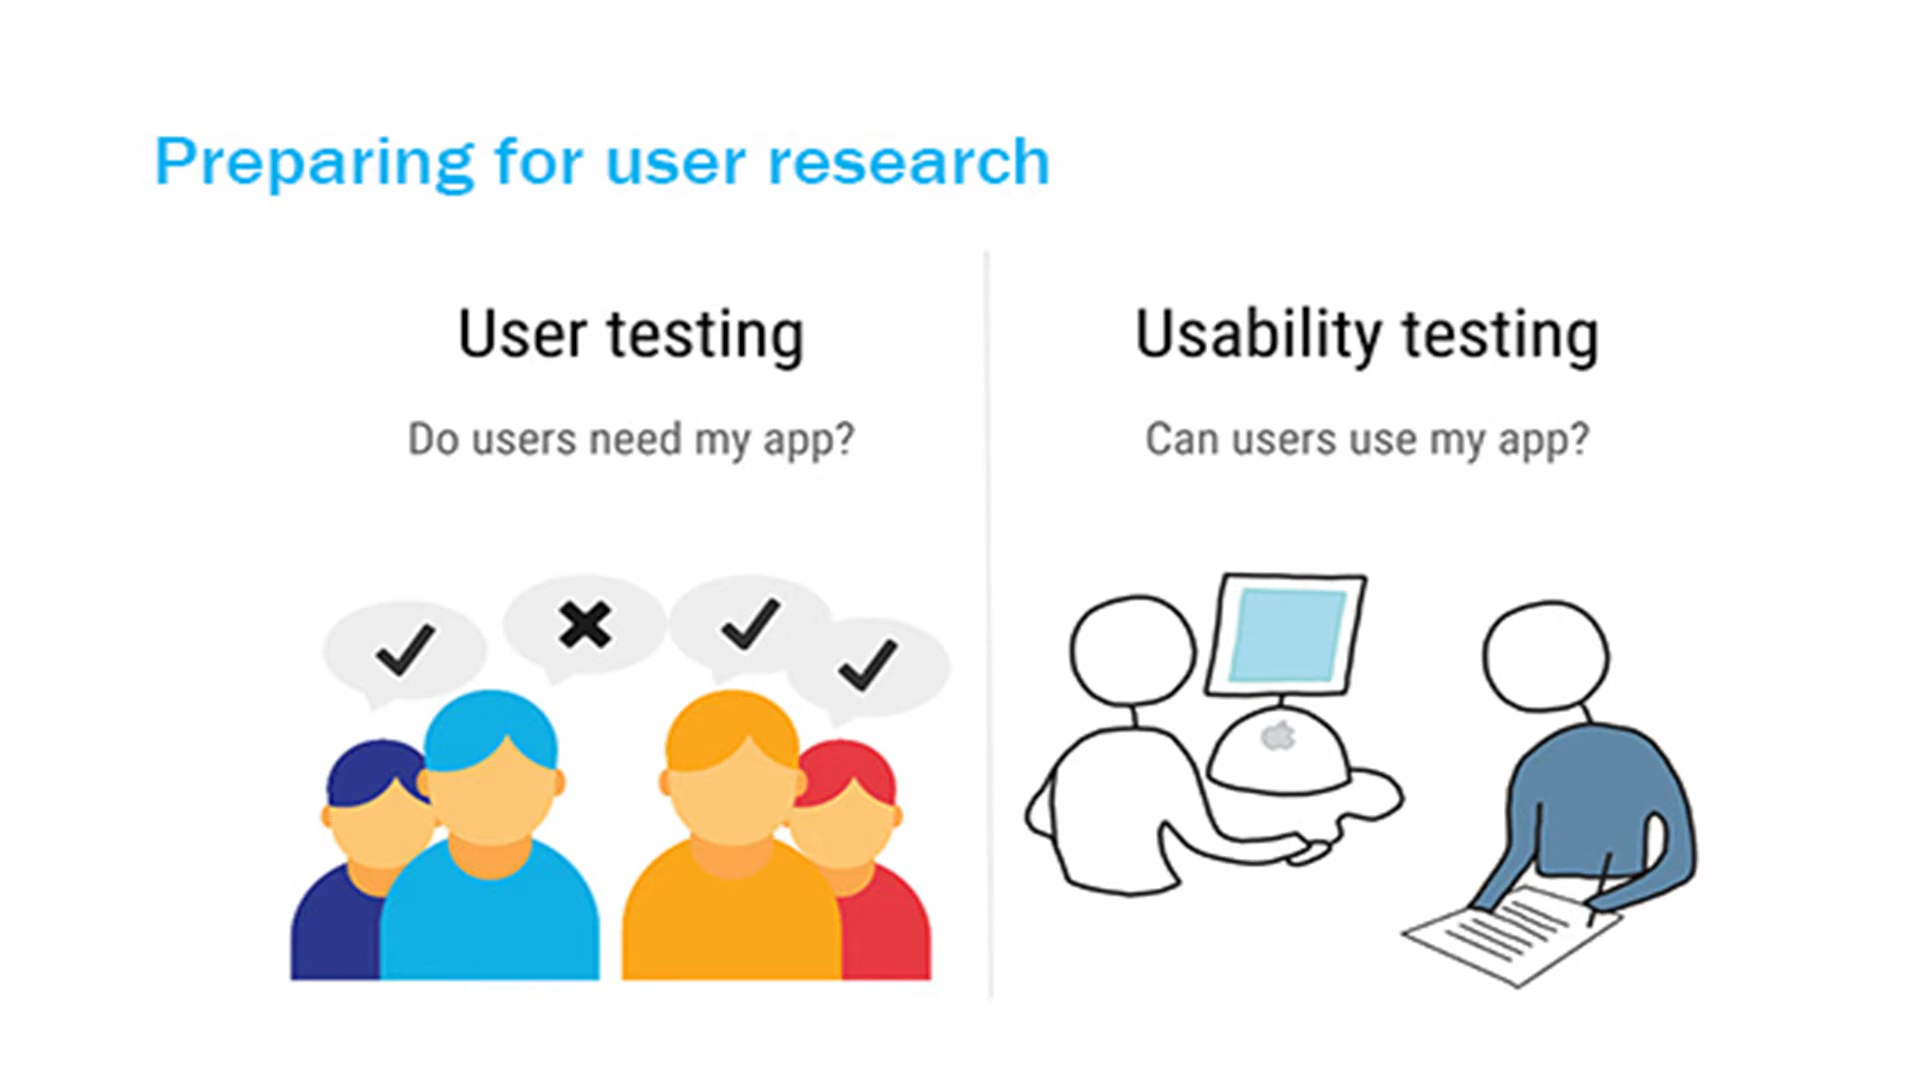 Preparing for user research
User testing
Do users need my app?
Usability testing
Can users use my app?